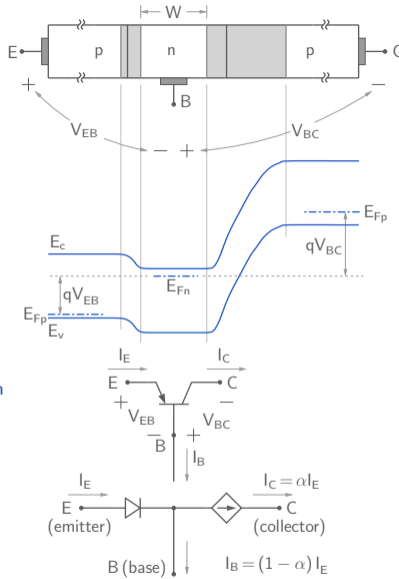 W
E
p
n
p
C
+
−
B
V_EB
V_BC
− +
E_c
E_Fp
qV_BC
E_Fn
qV_EB
E_Fp
E_v
I_E
I_C
E
C
n
+
V_EB
V_BC
−
−
B
+
I_B
I_E
I_C = αI_E
E
C
(emitter)
(collector)
B (base)
I_B = (1 − α) I_E